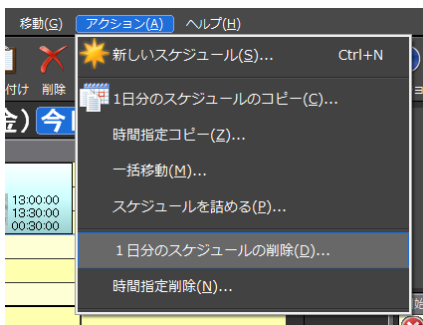 移動(G) アクション(A) ヘルプ(H)
新しいスケジュール(S)... Ctrl+N
付け 削除
1日分のスケジュールのコピー(C)...
金) 今
時間指定コピー(Z)...
一括移動(M)...
13:00:00
13:30:00
00:30:00
スケジュールを詰める(P)...
1日分のスケジュールの削除(D)...
時間指定削除(N)...